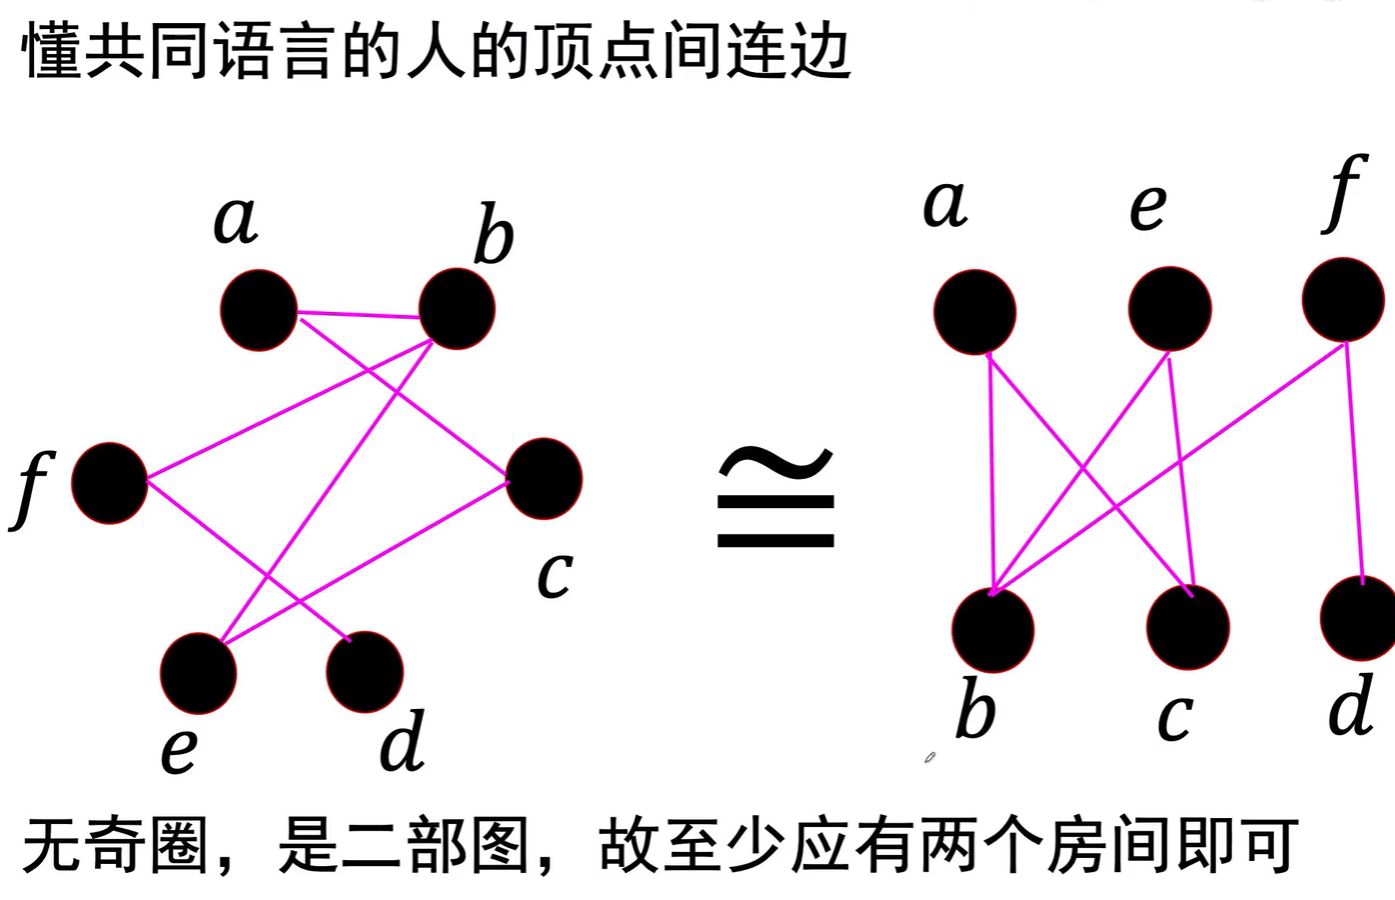 懂共同语言的人的顶点间连边
a b
a e f
f
c
≅
e d
b c d
无奇圈，是二部图，故至少应有两个房间即可